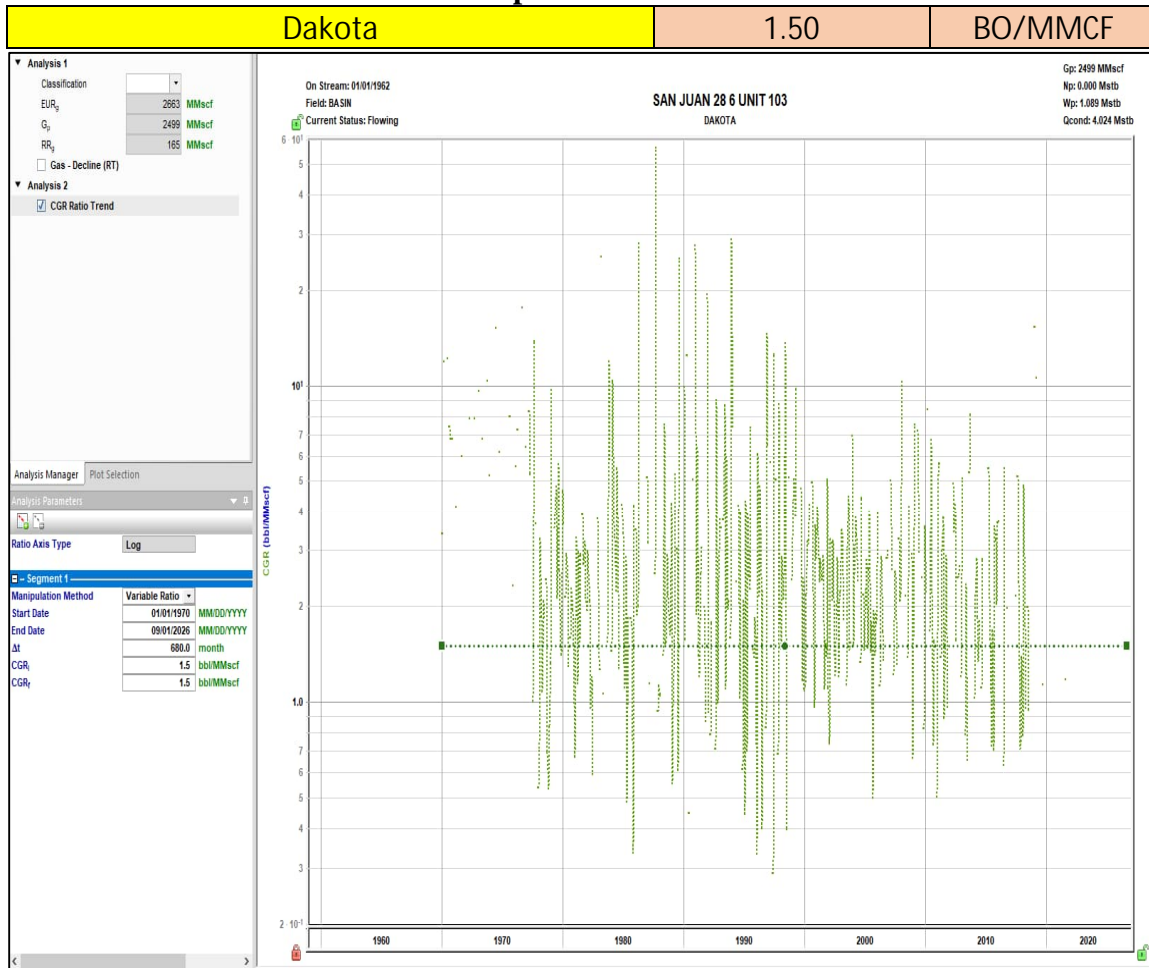 Dakota 1.50 BO/MMCF
Analysis 1
Classification
EURg 2663 MMscf
Gp 2499 MMscf
RRg 165 MMscf
Gas - Decline (RT)
Analysis 2
CGR Ratio Trend
Analysis Manager Plot Selection
Analysis Parameters
Ratio Axis Type Log
Segment 1
Manipulation Method Variable Ratio
Start Date 01/01/1970 MM/DD/YYYY
End Date 09/01/2026 MM/DD/YYYY
Δt 680.0 month
CGRi 1.5 bbl/MMscf
CGRf 1.5 bbl/MMscf
On Stream: 01/01/1962
Field: BASIN
Current Status: Flowing
SAN JUAN 28 6 UNIT 103
DAKOTA
Gp: 2499 MMscf
Np: 0.000 Mstb
Wp: 1.089 Mstb
Qcond: 4.024 Mstb
CGR (bbl/MMscf)
6·10¹
5
4
3
2
10¹
7
6
5
4
3
2
1.0
7
6
5
4
3
2·10⁻¹
1960 1970 1980 1990 2000 2010 2020